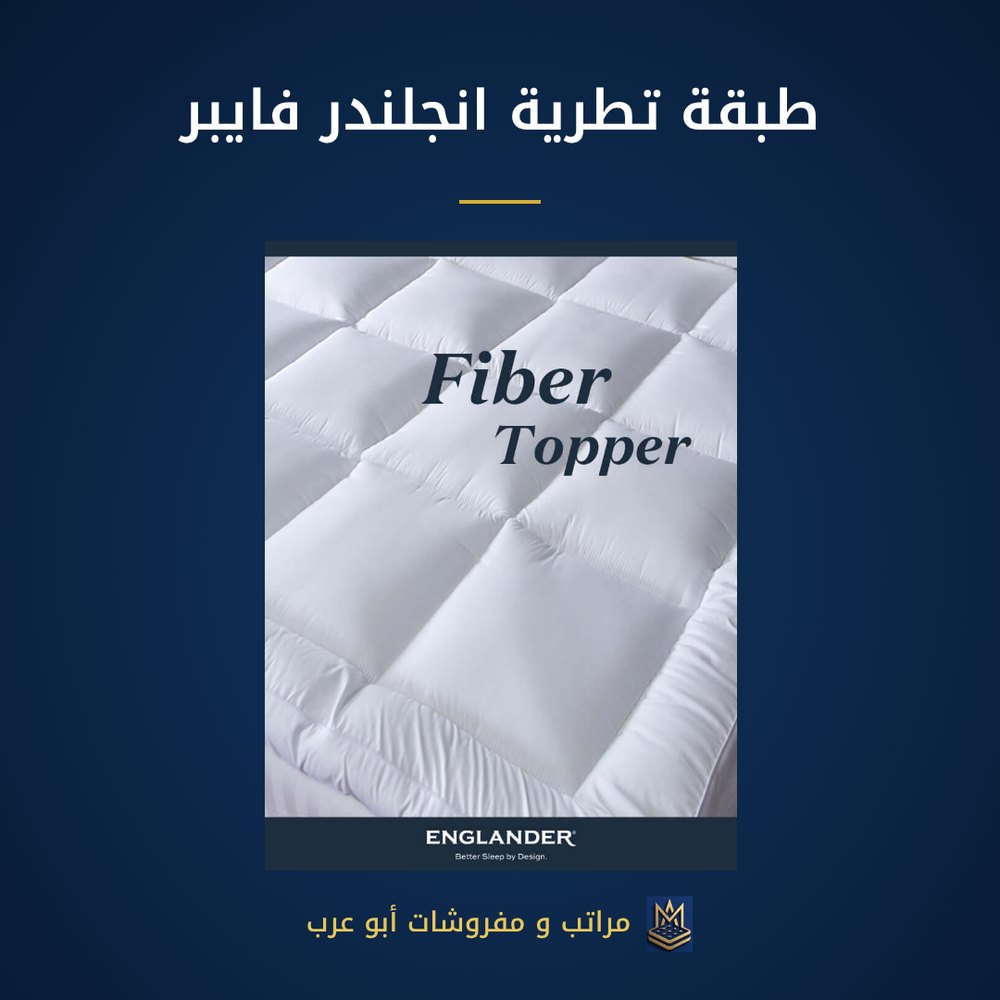 طبقة تطرية انجلندر فايبر
Fiber
Topper
ENGLANDER®
Better Sleep by Design.
مراتب و مفروشات أبو عرب